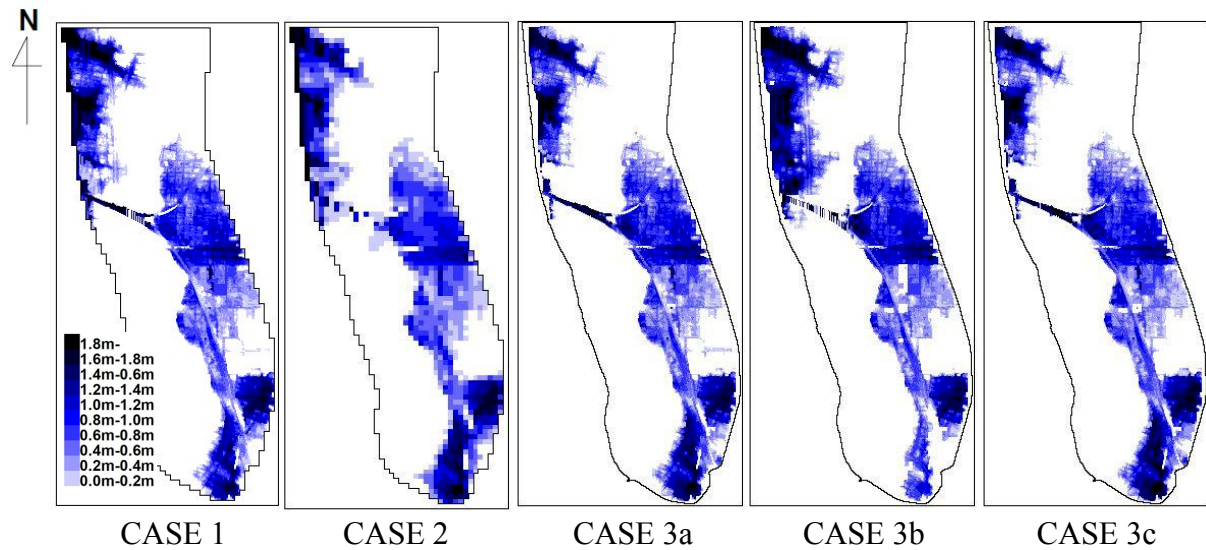 N
1.8m-
1.6m-1.8m
1.4m-0.6m
1.2m-1.4m
1.0m-1.2m
0.8m-1.0m
0.6m-0.8m
0.4m-0.6m
0.2m-0.4m
0.0m-0.2m
CASE 1 CASE 2 CASE 3a CASE 3b CASE 3c